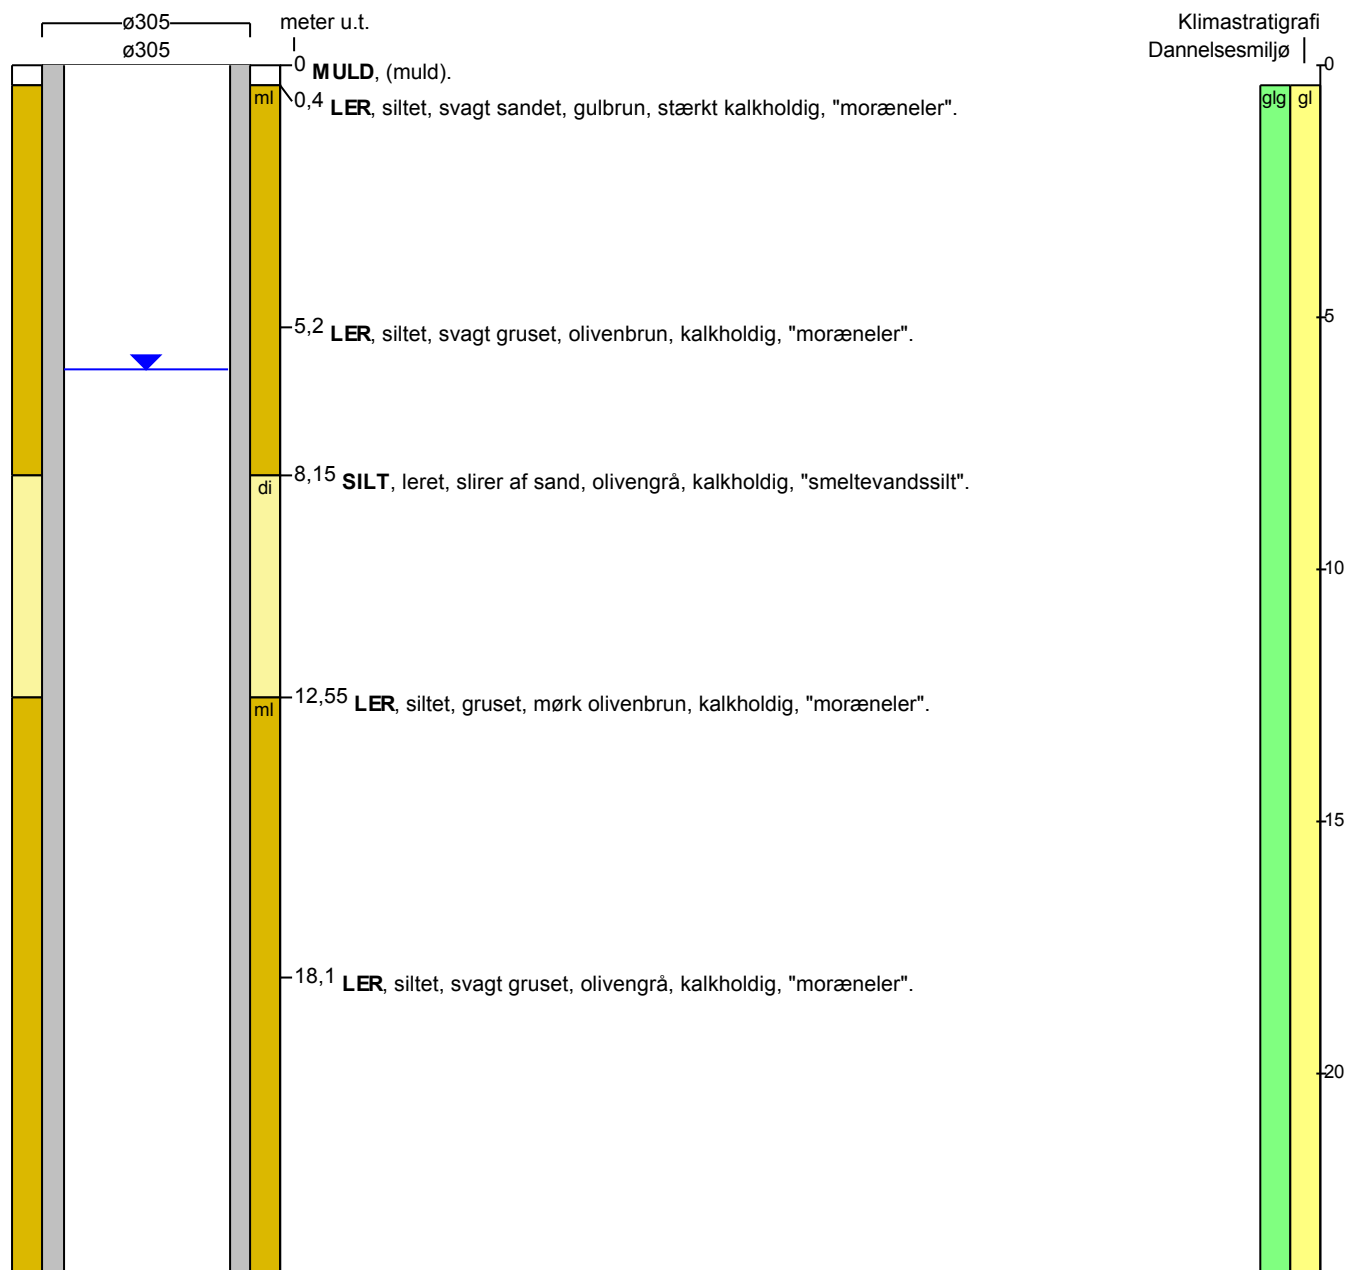 ø305 meter u.t. Klimastratigrafi
ø305 Dannelsesmiljø
0 MULD, (muld). 0
ml 0,4 LER, siltet, svagt sandet, gulbrun, stærkt kalkholdig, "moræneler". glg gl
5,2 LER, siltet, svagt gruset, olivenbrun, kalkholdig, "moræneler". 5
8,15 SILT, leret, slirer af sand, olivengrå, kalkholdig, "smeltevandssilt".
di
10
12,55 LER, siltet, gruset, mørk olivenbrun, kalkholdig, "moræneler".
ml
15
18,1 LER, siltet, svagt gruset, olivengrå, kalkholdig, "moræneler".
20